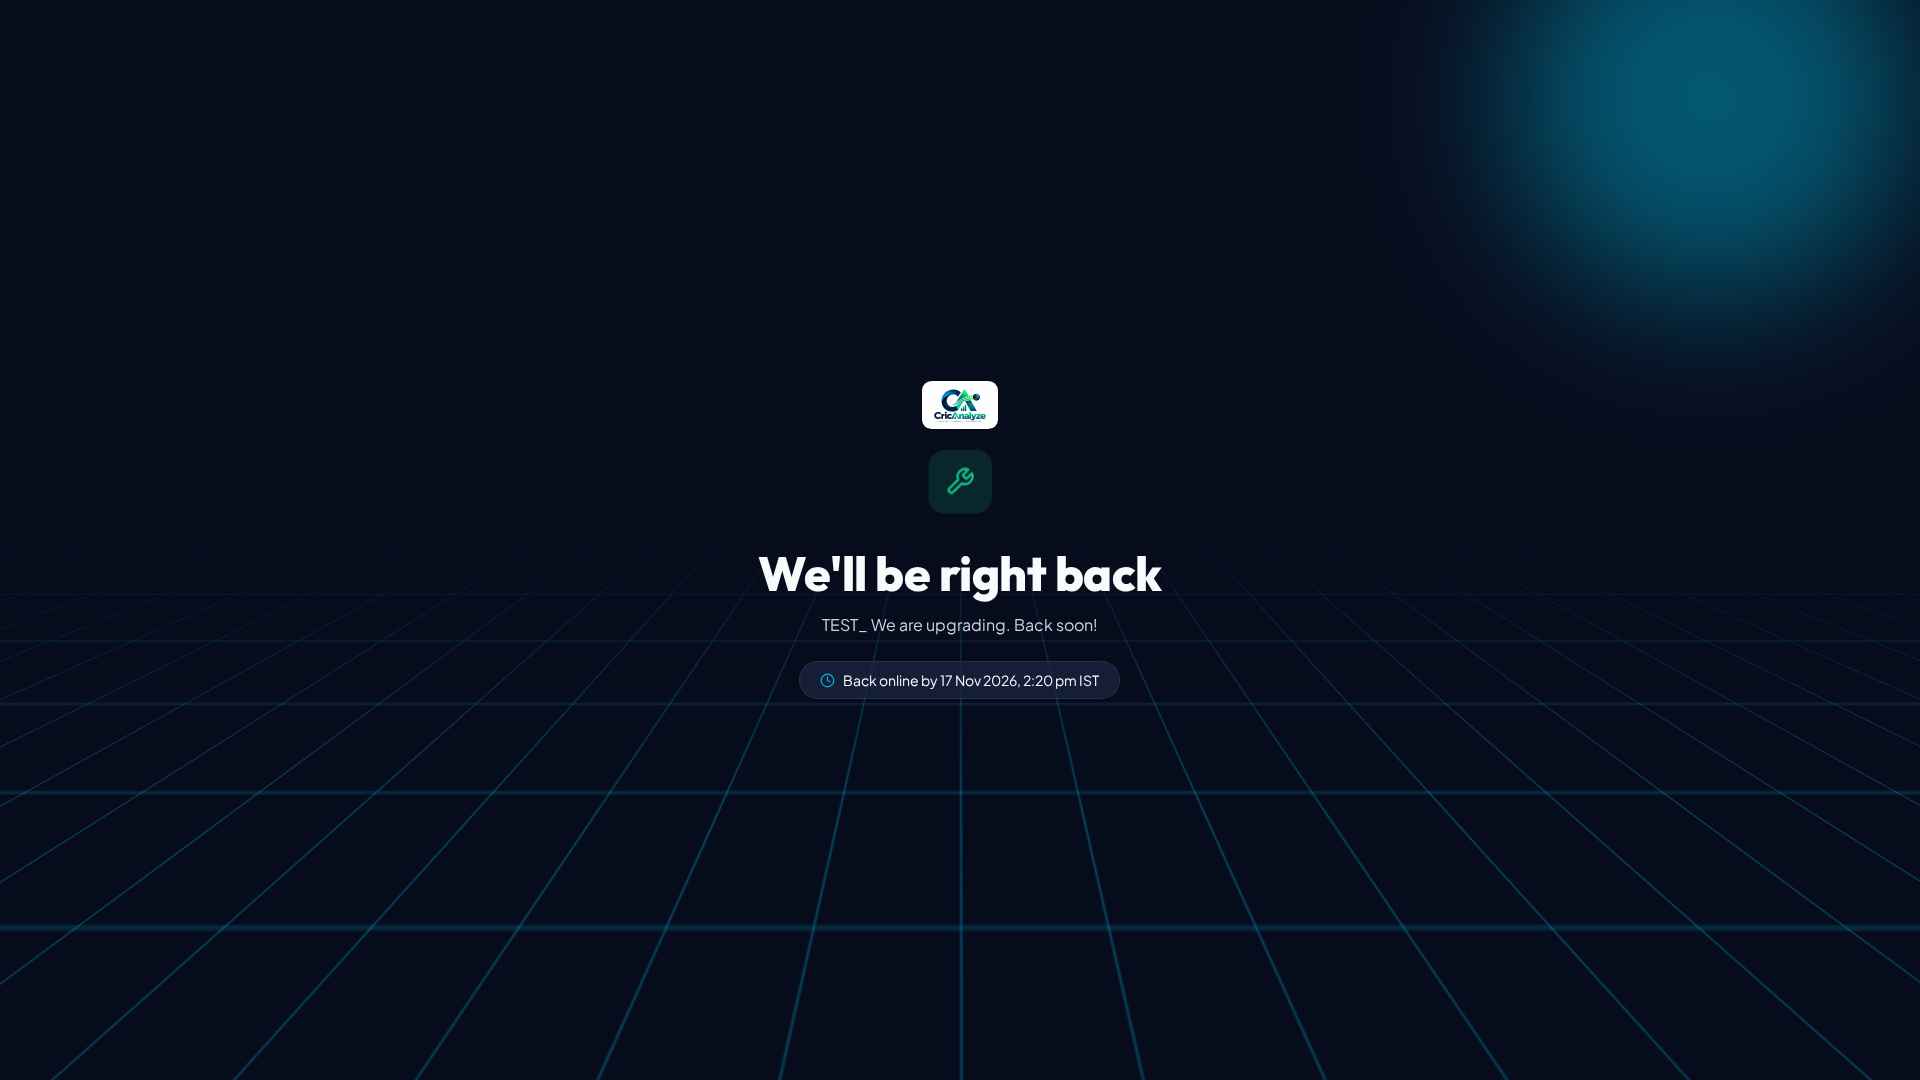 CricAnalyze
We'll be right back
TEST_ We are upgrading. Back soon!
Back online by 17 Nov 2026, 2:20 pm IST